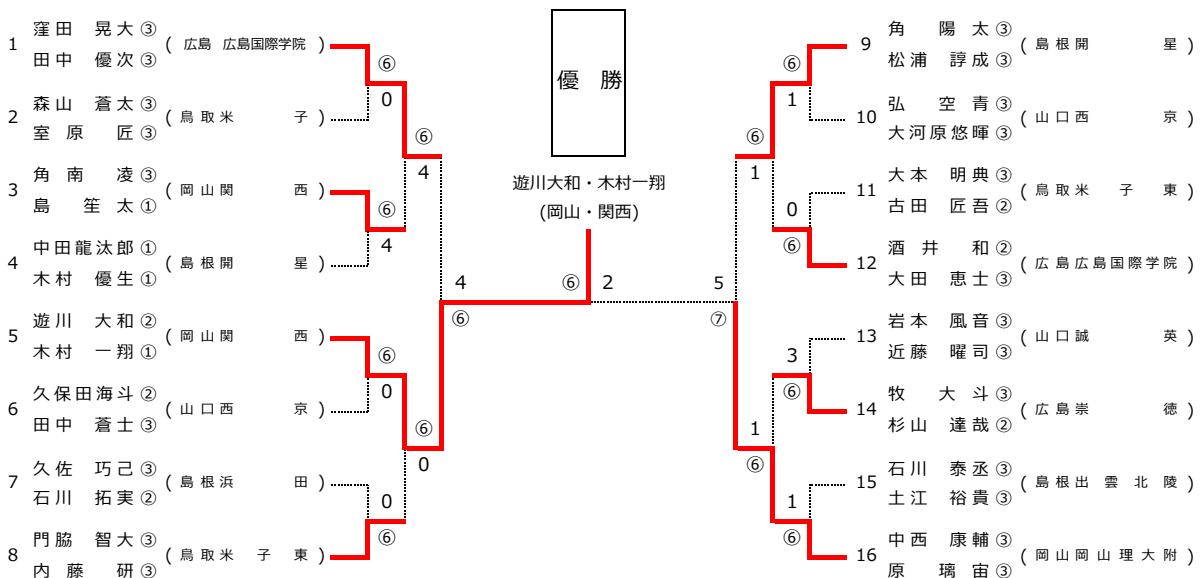 優 勝
遊川大和・木村一翔
(岡山・関西)
1 窪田 晃大 ③
田中 優次 ③
( 広島 広島国際学院 )
2 森山 蒼太 ③
室原 匠 ③
( 鳥取米子 )
3 角南 凌 ③
島 笙太 ①
( 岡山関西 )
4 中田龍汰郎 ①
木村 優生 ①
( 島根開星 )
5 遊川 大和 ②
木村 一翔 ①
( 岡山関西 )
6 久保田海斗 ②
田中 蒼士 ③
( 山口西京 )
7 久佐 巧己 ③
石川 拓実 ②
( 島根浜田 )
8 門脇 智大 ③
内藤 研 ③
( 鳥取米子東 )
⑥
0
⑥
4
⑥
0
0
⑥
⑥
4
⑥
0
4
⑥
⑥ 2
5
⑦
⑥
1
1
⑥
⑥
1
0
⑥
3
⑥
1
⑥
9 角 陽太 ③
松浦 諄成 ③
( 島根開星 )
10 弘 空青 ③
大河原悠暉 ③
( 山口西京 )
11 大本 明典 ③
古田 匠吾 ②
( 鳥取米子東 )
12 酒井 和 ②
大田 恵士 ③
( 広島広島国際学院 )
13 岩本 風音 ③
近藤 曜司 ③
( 山口誠英 )
14 牧 大斗 ③
杉山 達哉 ②
( 広島崇徳 )
15 石川 泰丞 ③
土江 裕貴 ③
( 島根出雲北陵 )
16 中西 康輔 ③
原 璃宙 ③
( 岡山岡山理大附 )